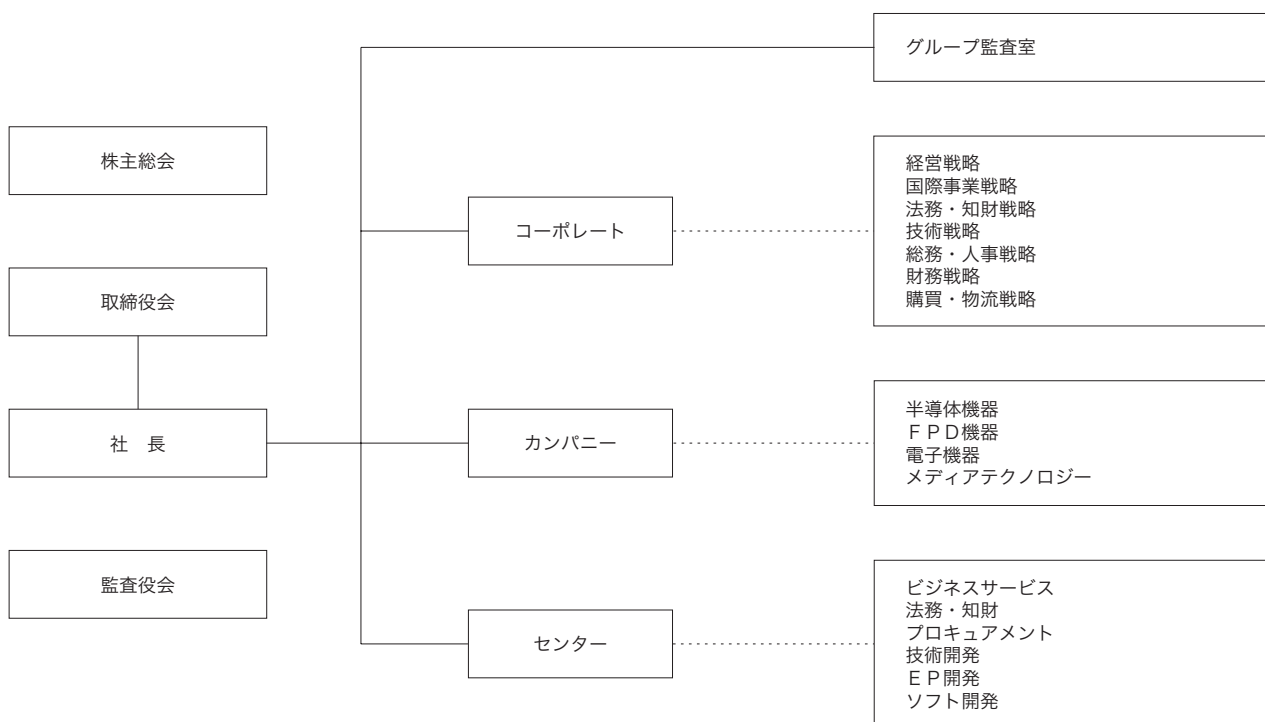 グループ監査室
株主総会
取締役会
社　長
監査役会
コーポレート
経営戦略
国際事業戦略
法務・知財戦略
技術戦略
総務・人事戦略
財務戦略
購買・物流戦略
カンパニー
半導体機器
ＦＰＤ機器
電子機器
メディアテクノロジー
センター
ビジネスサービス
法務・知財
プロキュアメント
技術開発
ＥＰ開発
ソフト開発